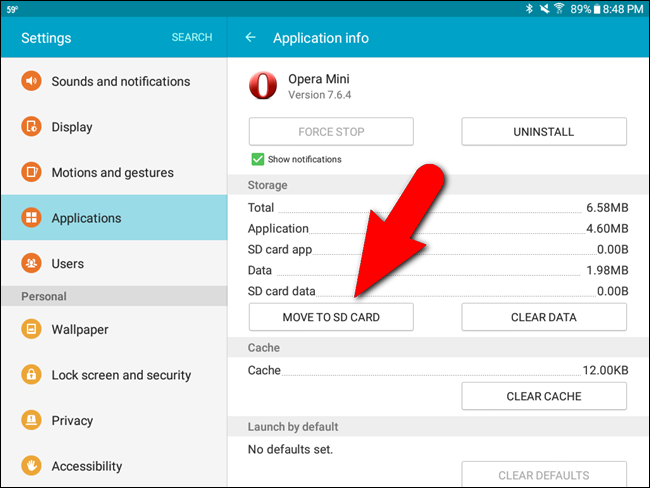 59°
89% 8:48 PM
Settings
SEARCH
Application info
Sounds and notifications
Display
Motions and gestures
Applications
Users
Personal
Wallpaper
Lock screen and security
Privacy
Accessibility
Opera Mini
Version 7.6.4
FORCE STOP
UNINSTALL
Show notifications
Storage
Total 6.58MB
Application 4.60MB
SD card app 0.00B
Data 1.98MB
SD card data 0.00B
MOVE TO SD CARD
CLEAR DATA
Cache
Cache 12.00KB
CLEAR CACHE
Launch by default
No defaults set.
CLEAR DEFAULTS